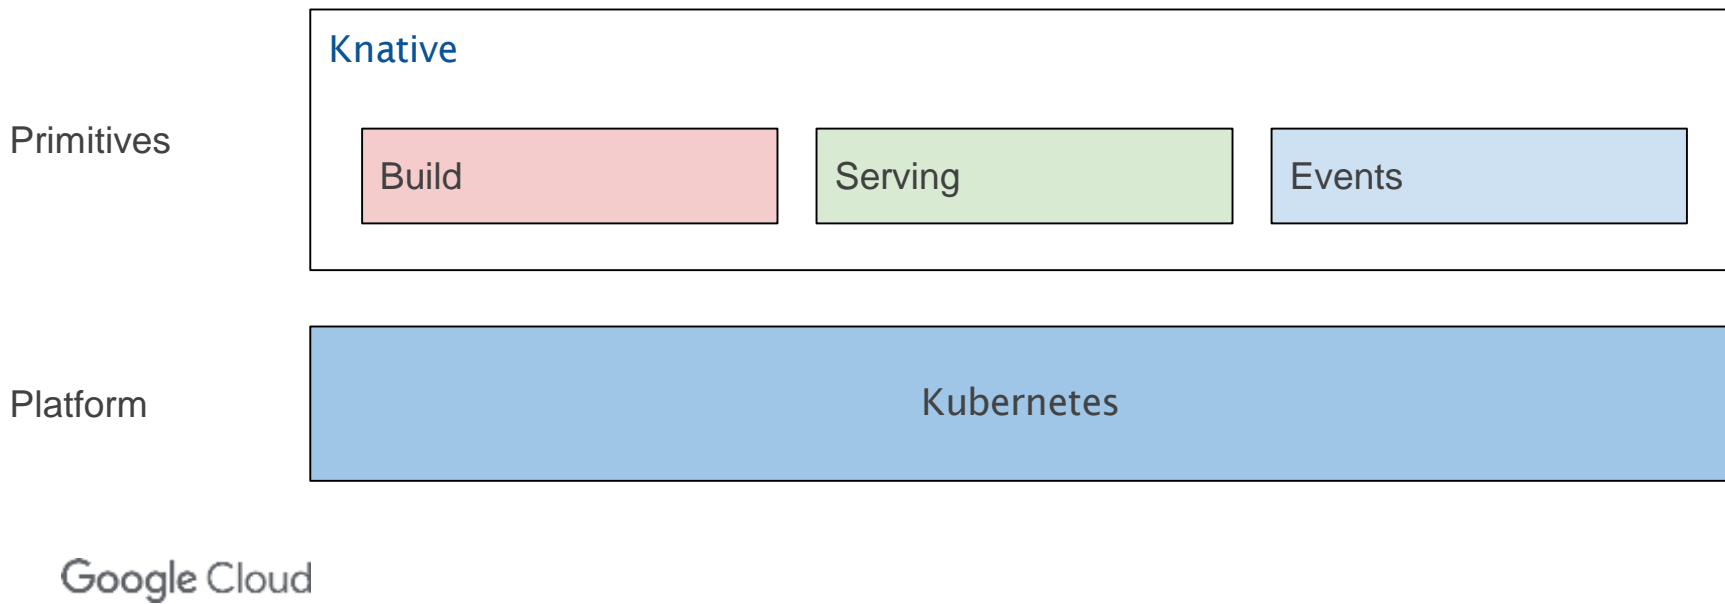 Knative
Primitives
Build
Serving
Events
Platform
Kubernetes
Google Cloud